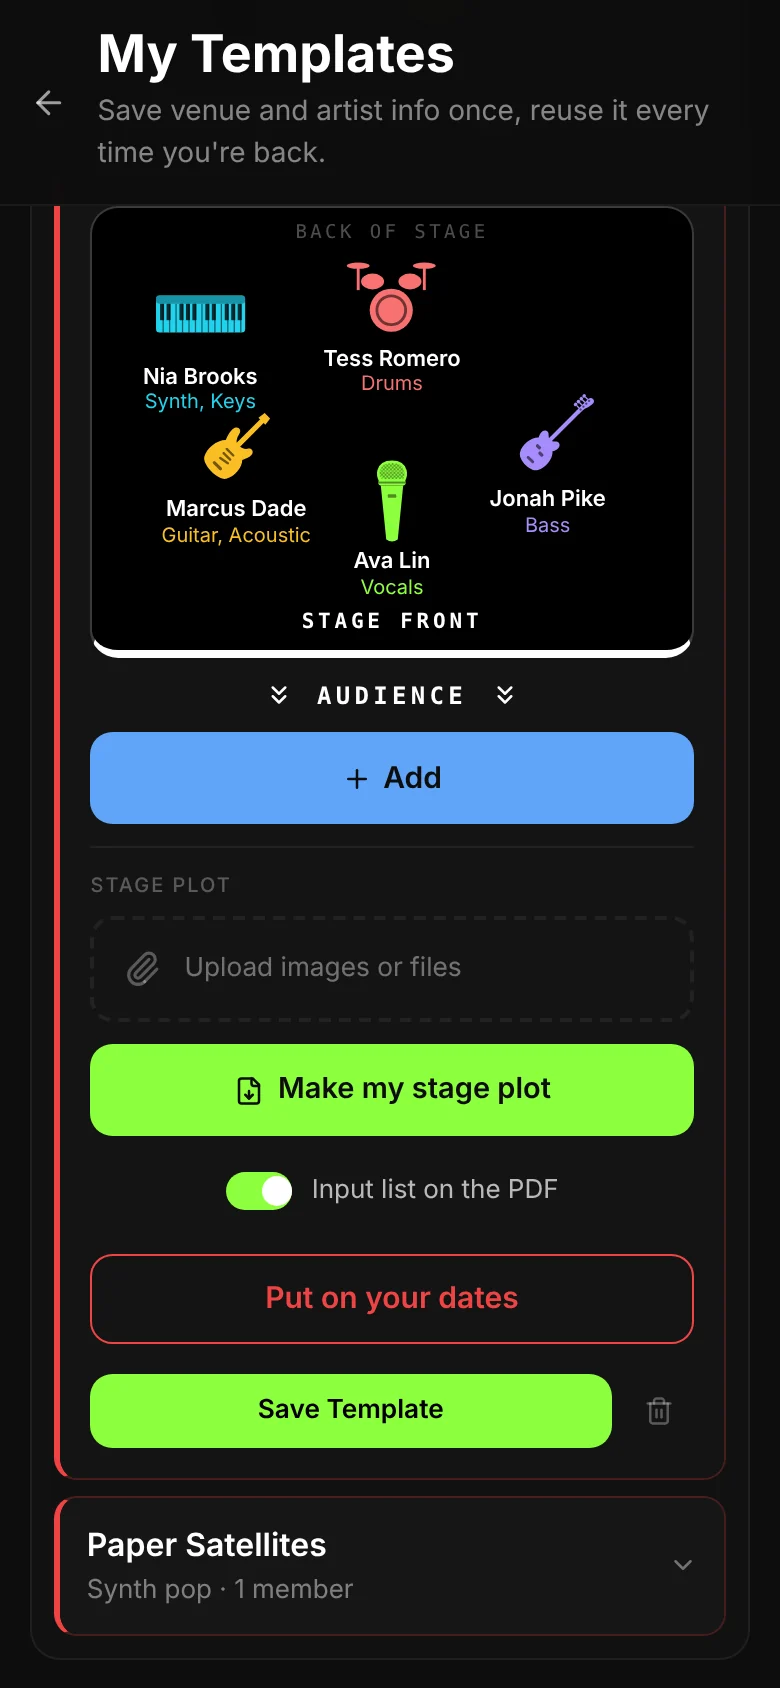 My Templates
Save venue and artist info once, reuse it every
time you're back.
BACK OF STAGE
Tess Romero
Drums
Nia Brooks
Synth, Keys
Jonah Pike
Bass
Marcus Dade
Guitar, Acoustic
Ava Lin
Vocals
STAGE FRONT
AUDIENCE
+ Add
STAGE PLOT
Upload images or files
Make my stage plot
Input list on the PDF
Put on your dates
Save Template
Paper Satellites
Synth pop · 1 member